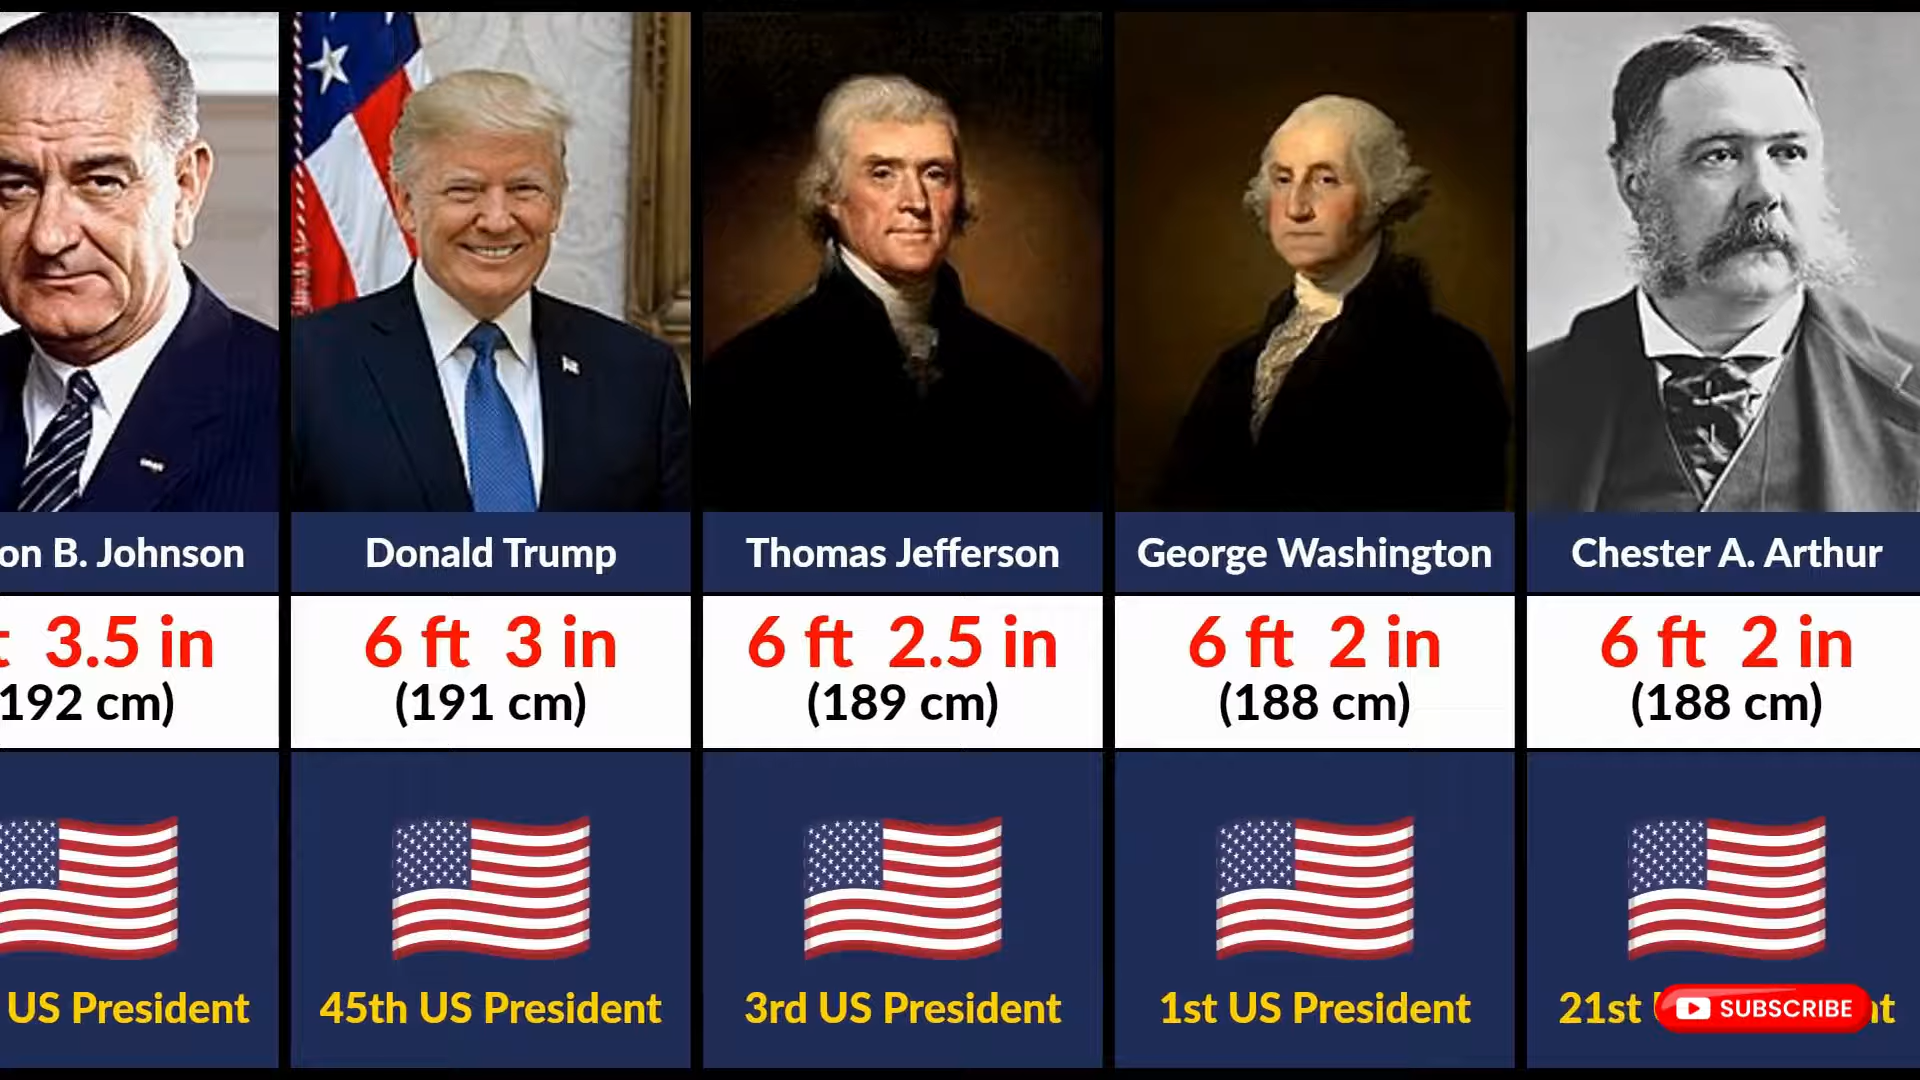 on B. Johnson
Donald Trump
Thomas Jefferson
George Washington
Chester A. Arthur
3.5 in
6 ft 3 in
6 ft 2.5 in
6 ft 2 in
6 ft 2 in
192 cm)
(191 cm)
(189 cm)
(188 cm)
(188 cm)
US President
45th US President
3rd US President
1st US President
21st
SUBSCRIBE